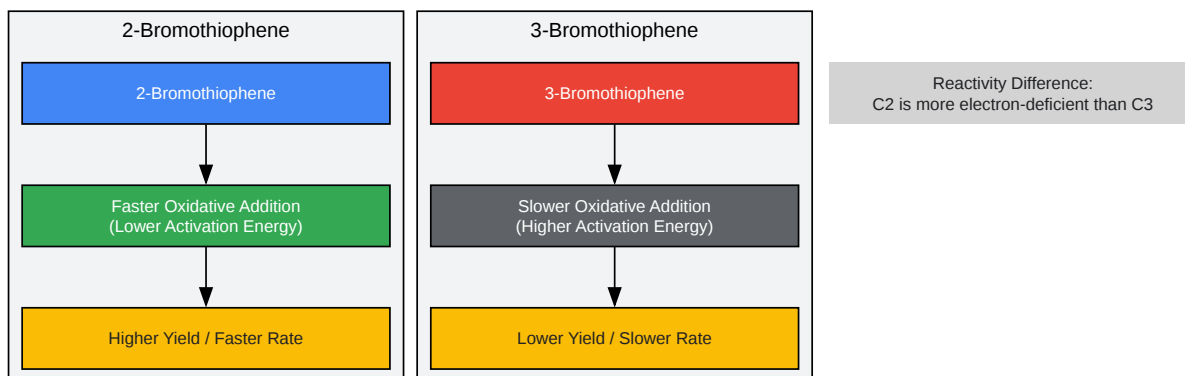 2-Bromothiophene
2-Bromothiophene
Faster Oxidative Addition
(Lower Activation Energy)
Higher Yield / Faster Rate
3-Bromothiophene
3-Bromothiophene
Slower Oxidative Addition
(Higher Activation Energy)
Lower Yield / Slower Rate
Reactivity Difference:
C2 is more electron-deficient than C3